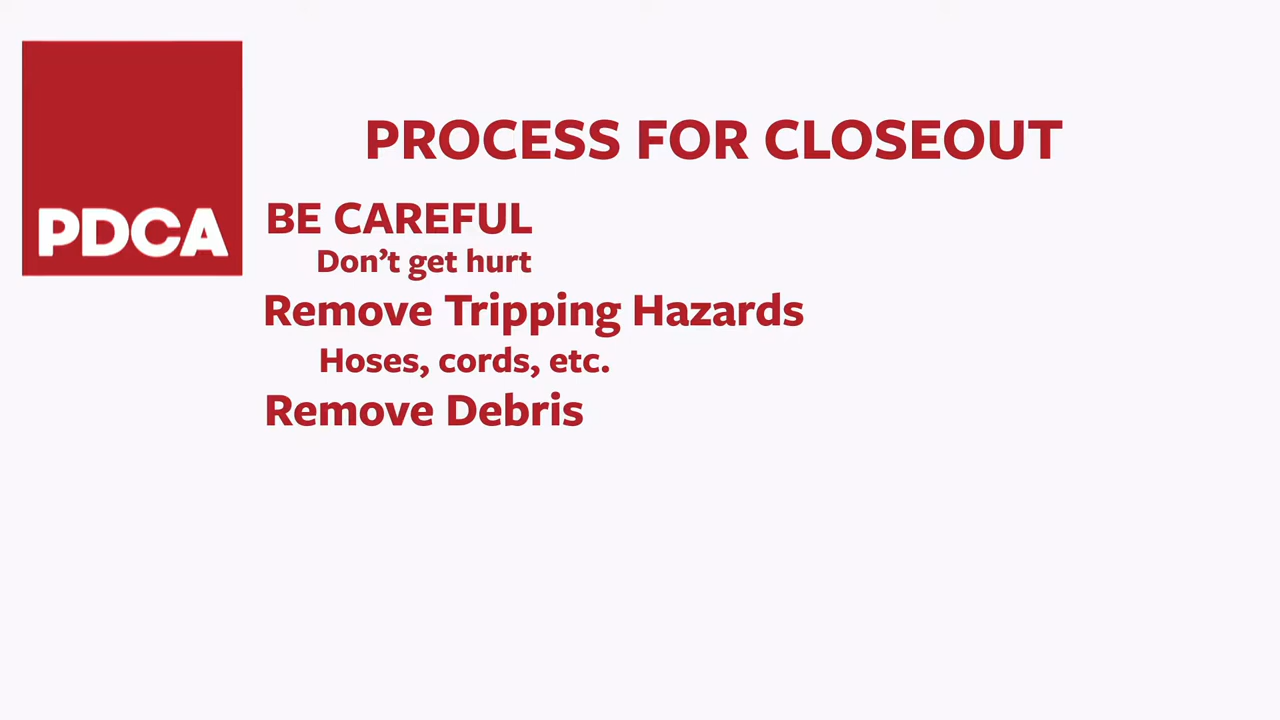 PDCA
PROCESS FOR CLOSEOUT
BE CAREFUL
Don’t get hurt
Remove Tripping Hazards
Hoses, cords, etc.
Remove Debris